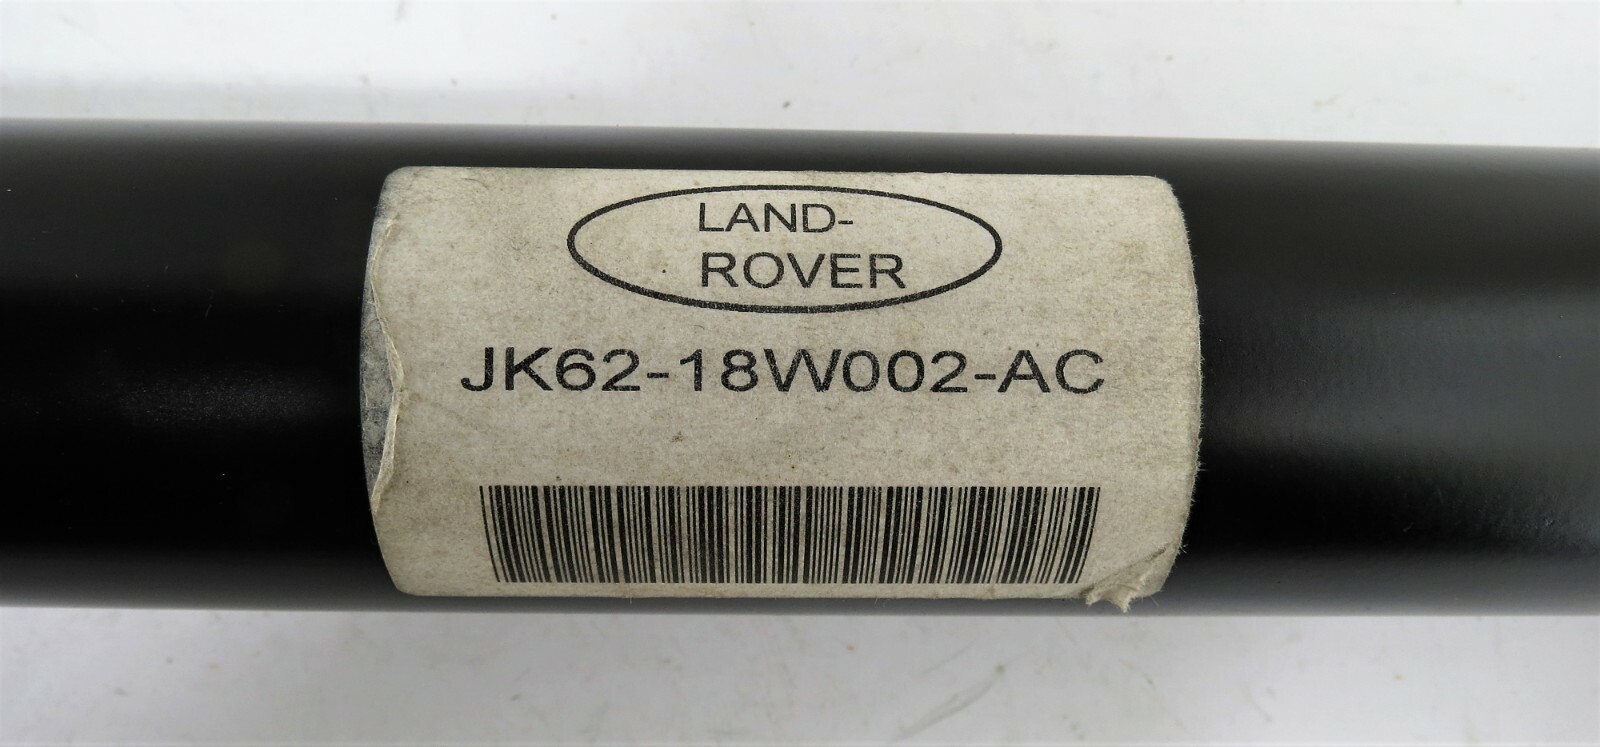 LAND-
ROVER
JK62-18W002-AC